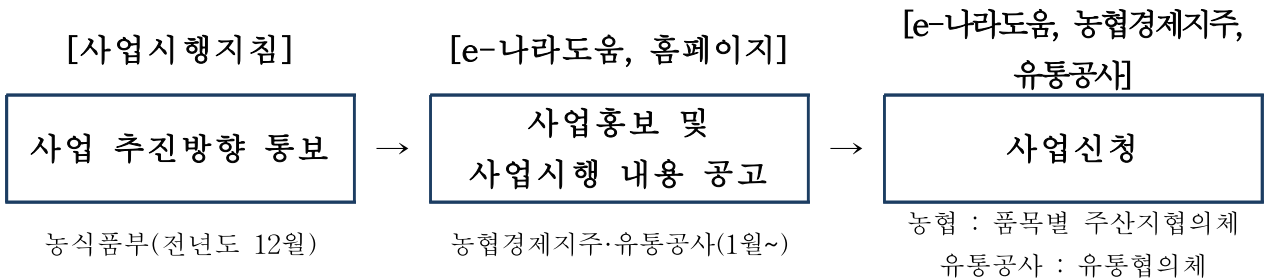 [사업시행지침]
사업 추진방향 통보
농식품부(전년도 12월)
→
[e-나라도움, 홈페이지]
사업홍보 및
사업시행 내용 공고
농협경제지주·유통공사(1월~)
→
[e-나라도움, 농협경제지주,
유통공사]
사업신청
농협 : 품목별 주산지협의체
유통공사 : 유통협의체